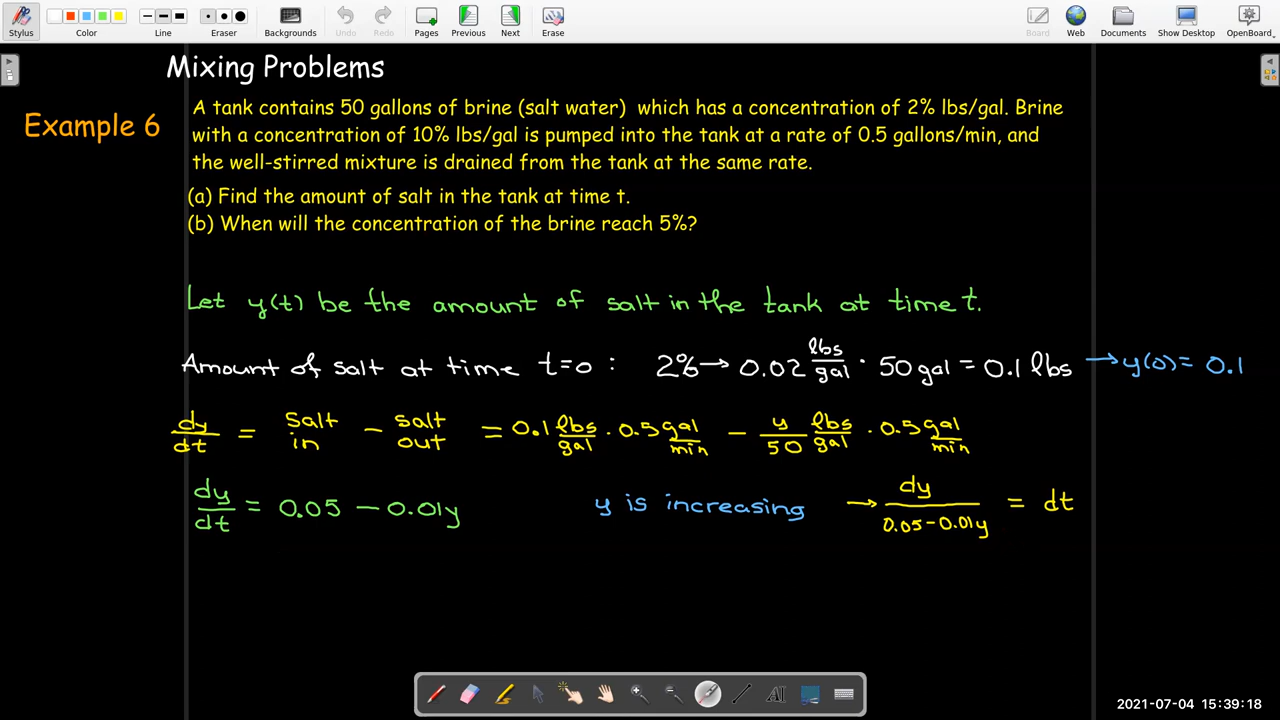 Stylus Color Line Eraser Backgrounds Undo Redo Pages Previous Next Erase Board Web Documents Show Desktop OpenBoard
Mixing Problems
Example 6
A tank contains 50 gallons of brine (salt water) which has a concentration of 2% lbs/gal. Brine
with a concentration of 10% lbs/gal is pumped into the tank at a rate of 0.5 gallons/min, and
the well-stirred mixture is drained from the tank at the same rate.
(a) Find the amount of salt in the tank at time t.
(b) When will the concentration of the brine reach 5%?
Let y(t) be the amount of salt in the tank at time t.
Amount of salt at time t=0 : 2% → 0.02 lbs/gal · 50 gal = 0.1 lbs → y(0) = 0.1
dy/dt = salt in − salt out = 0.1 lbs/gal · 0.5 gal/min − y/50 lbs/gal · 0.5 gal/min
dy/dt = 0.05 − 0.01y y is increasing → dy/(0.05−0.01y) = dt
AI
2021-07-04 15:39:18